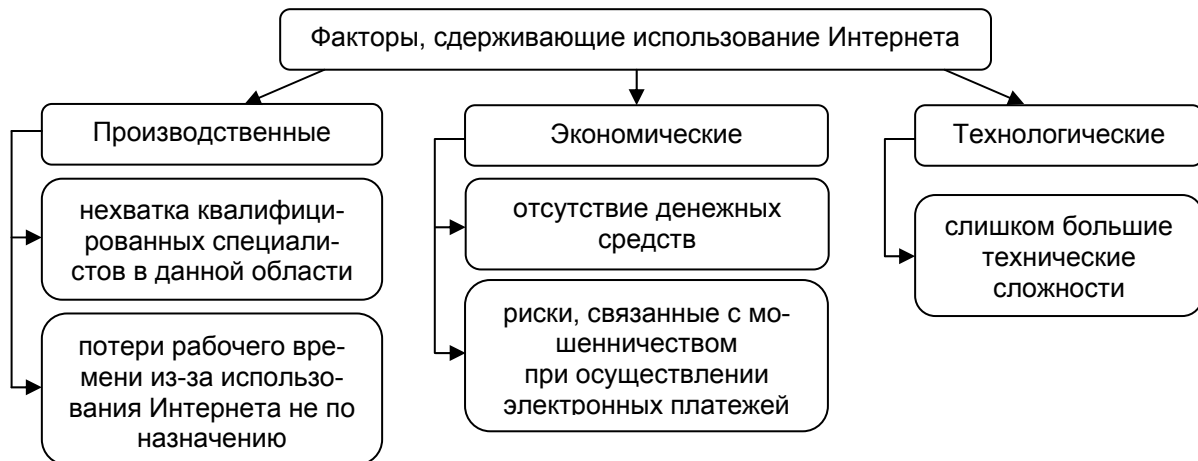 Факторы, сдерживающие использование Интернета
Производственные
Экономические
Технологические
нехватка квалифици-
рованных специали-
стов в данной области
потери рабочего вре-
мени из-за использо-
вания Интернета не по
назначению
отсутствие денежных
средств
риски, связанные с мо-
шенничеством
при осуществлении
электронных платежей
слишком большие
технические
сложности